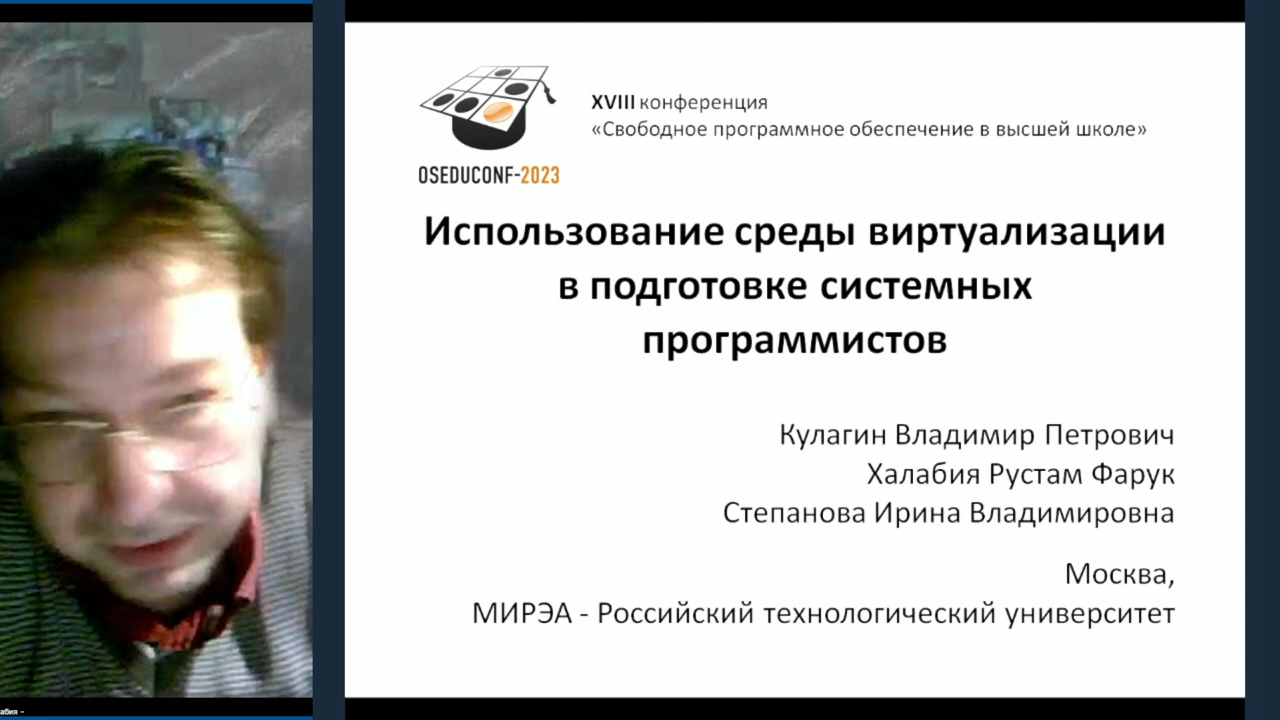 XVIII конференция
«Свободное программное обеспечение в высшей школе»
OSEDUCONF-2023
Использование среды виртуализации
в подготовке системных
программистов
Кулагин Владимир Петрович
Халабия Рустам Фарук
Степанова Ирина Владимировна
Москва,
МИРЭА - Российский технологический университет
абия -